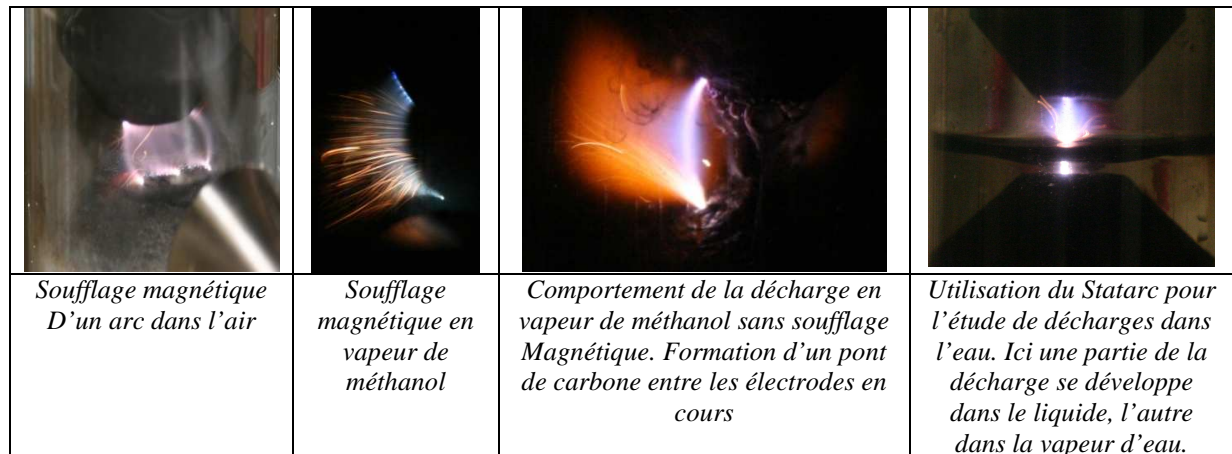 Soufflage magnétique
D'un arc dans l'air
Soufflage
magnétique en
vapeur de
méthanol
Comportement de la décharge en
vapeur de méthanol sans soufflage
Magnétique. Formation d'un pont
de carbone entre les électrodes en
cours
Utilisation du Statarc pour
l'étude de décharges dans
l'eau. Ici une partie de la
décharge se développe
dans le liquide, l'autre
dans la vapeur d'eau.